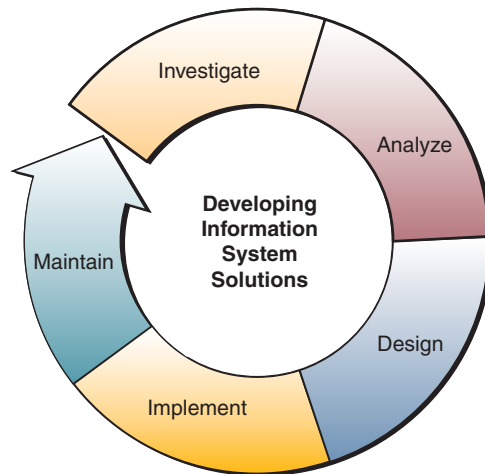 Investigate
Analyze
Developing
Information
System
Solutions
Maintain
Design
Implement